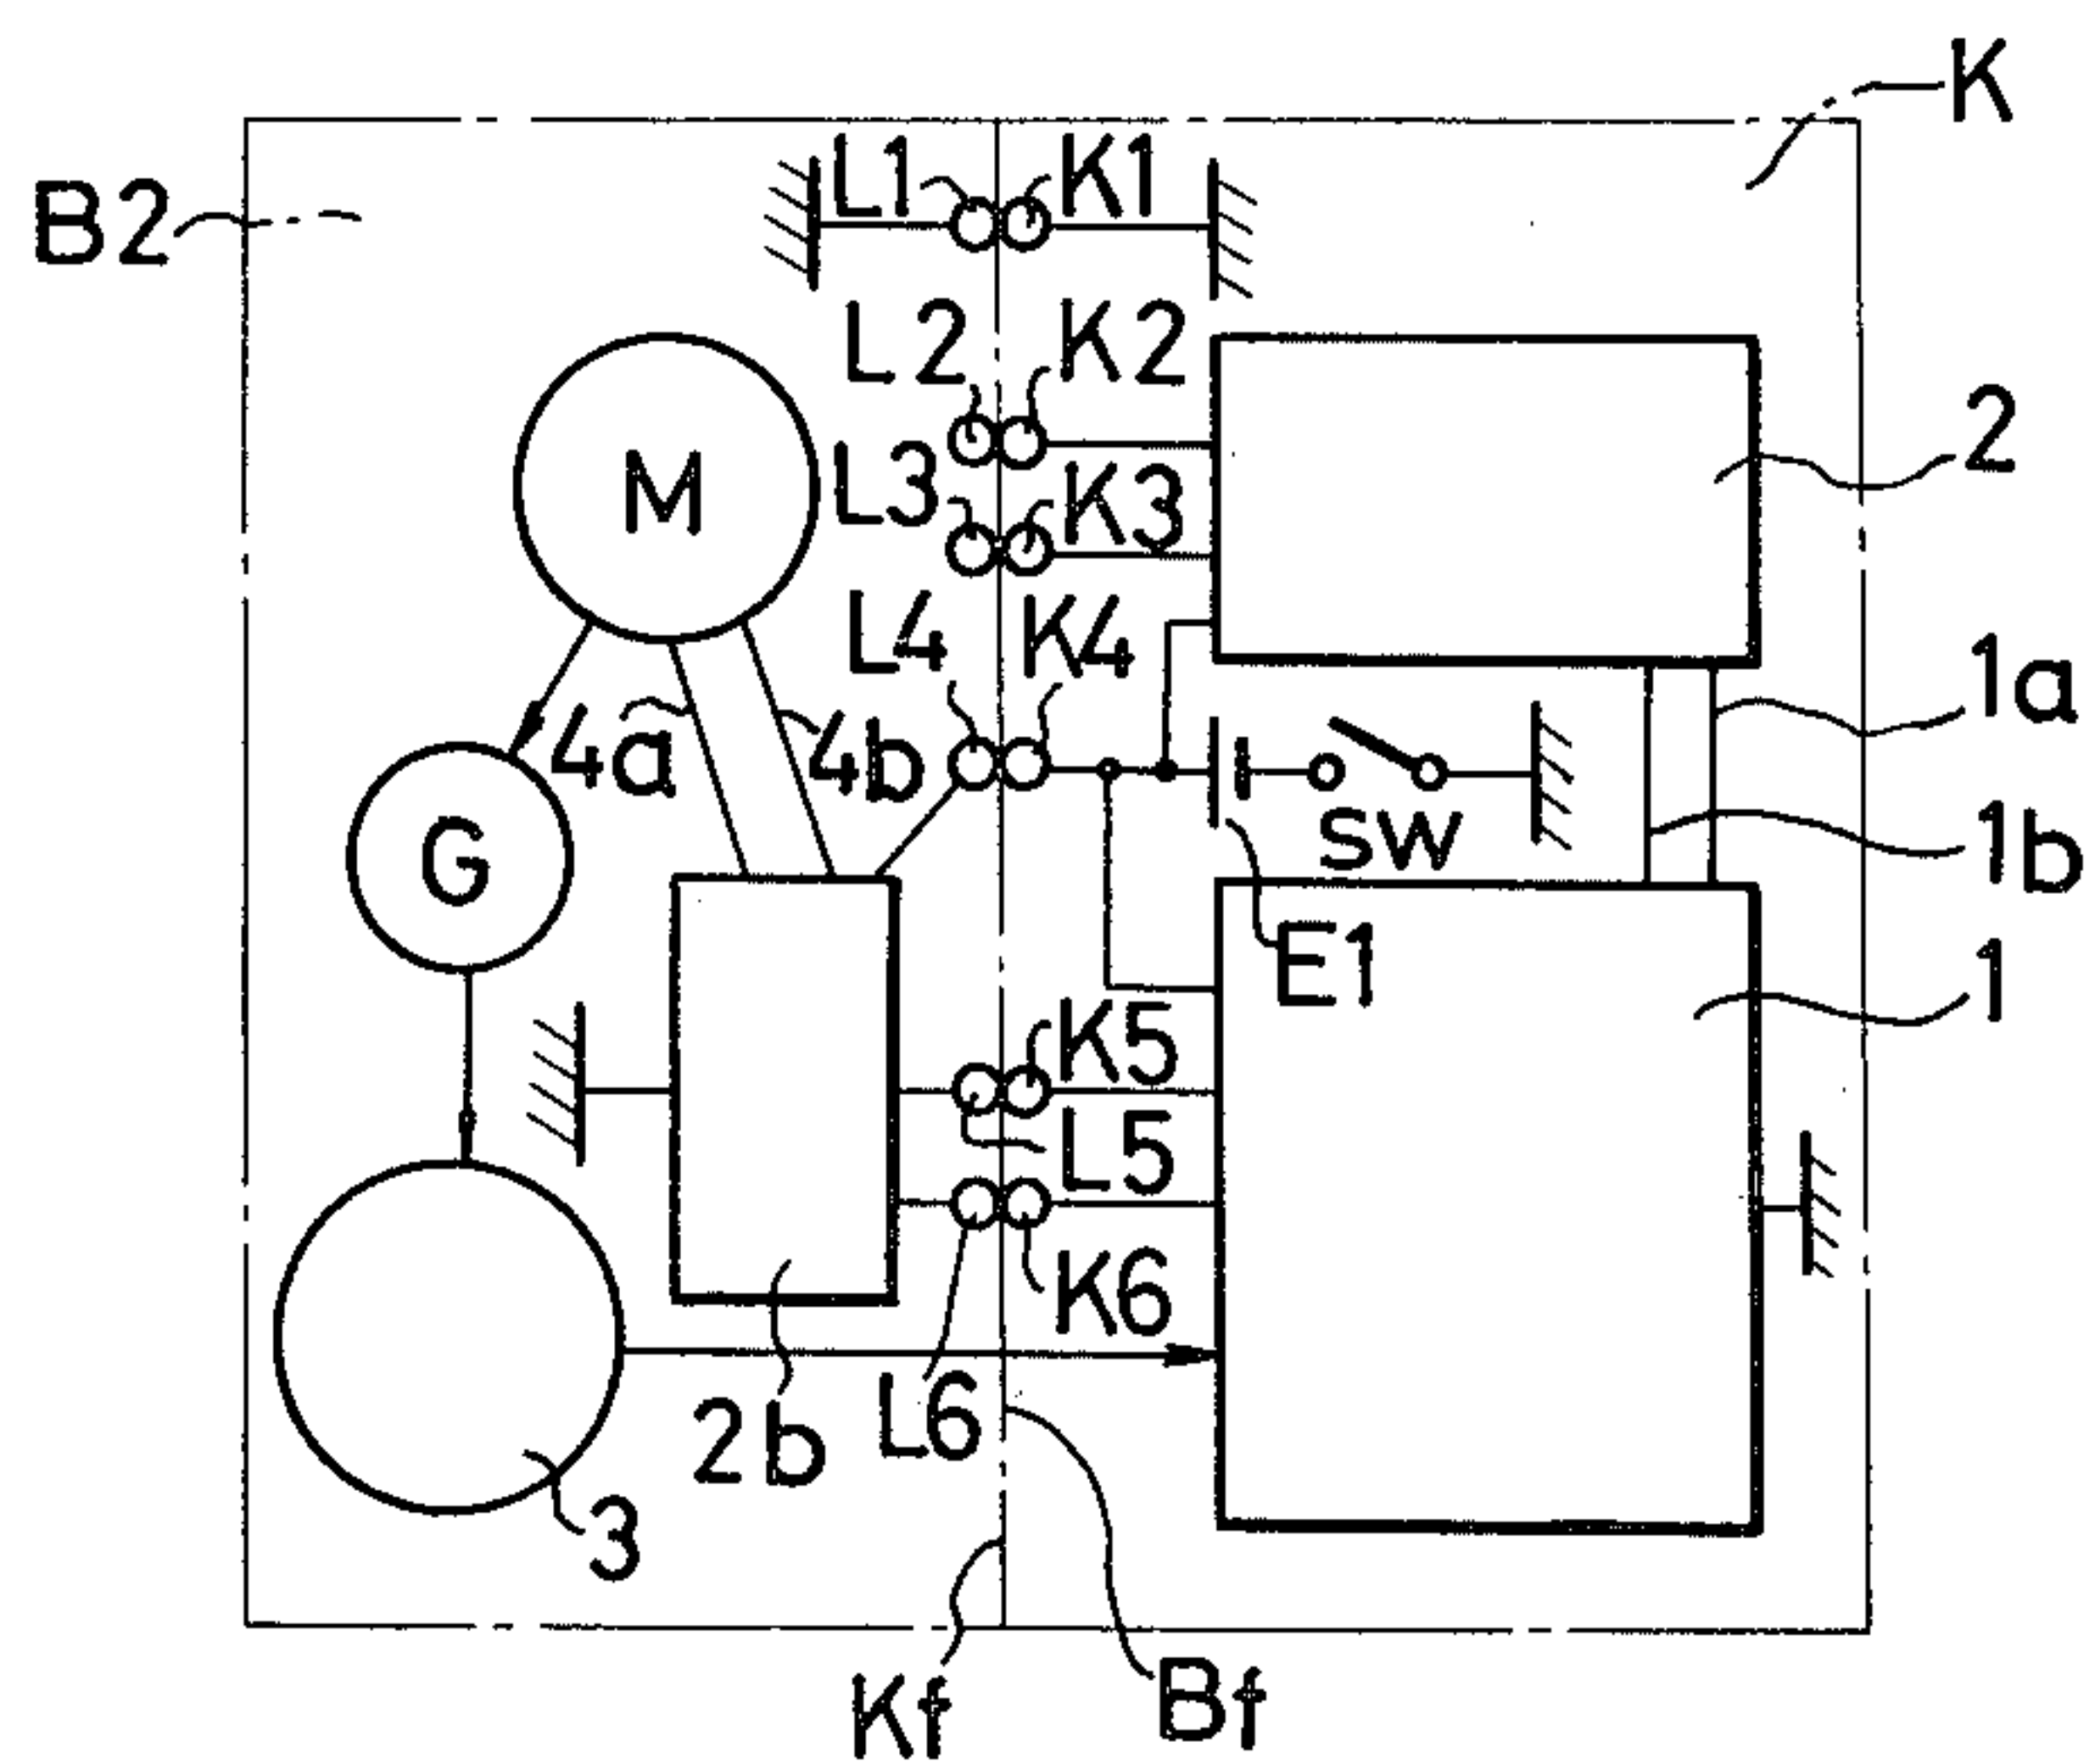 K
B2
L1 K1
L2 K2
2
M
L3 K3
L4 K4
1a
4a 4b
SW
1b
G
E1
1
K5
L5
K6
2b L6
3
Kf Bf